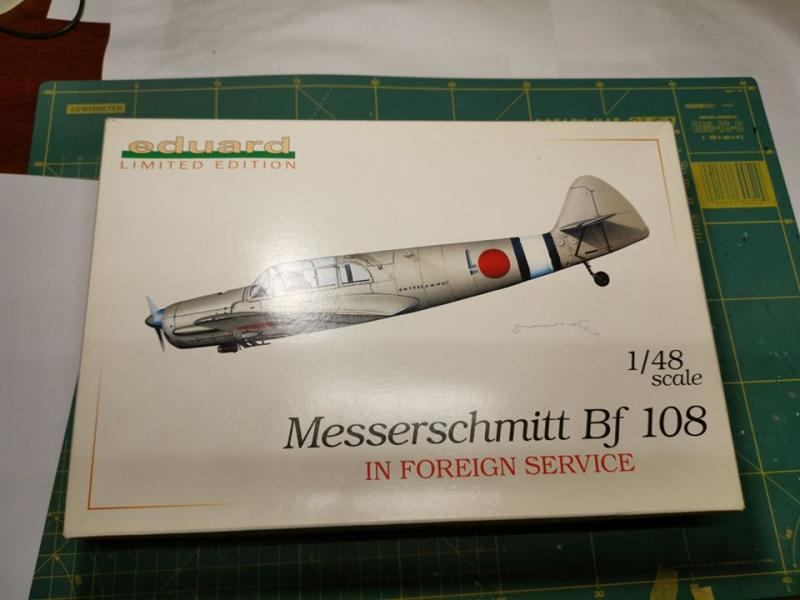 CENTIMETER
eduard
LIMITED EDITION
1/48
scale
Messerschmitt Bf 108
IN FOREIGN SERVICE